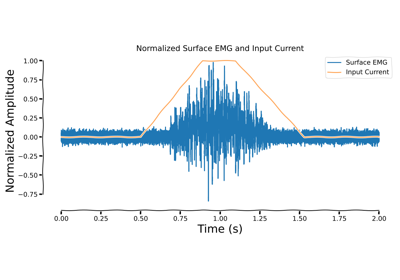 Normalized Surface EMG and Input Current
Surface EMG
Input Current
Normalized Amplitude
1.00
0.75
0.50
0.25
0.00
−0.25
−0.50
−0.75
0.00 0.25 0.50 0.75 1.00 1.25 1.50 1.75 2.00
Time (s)